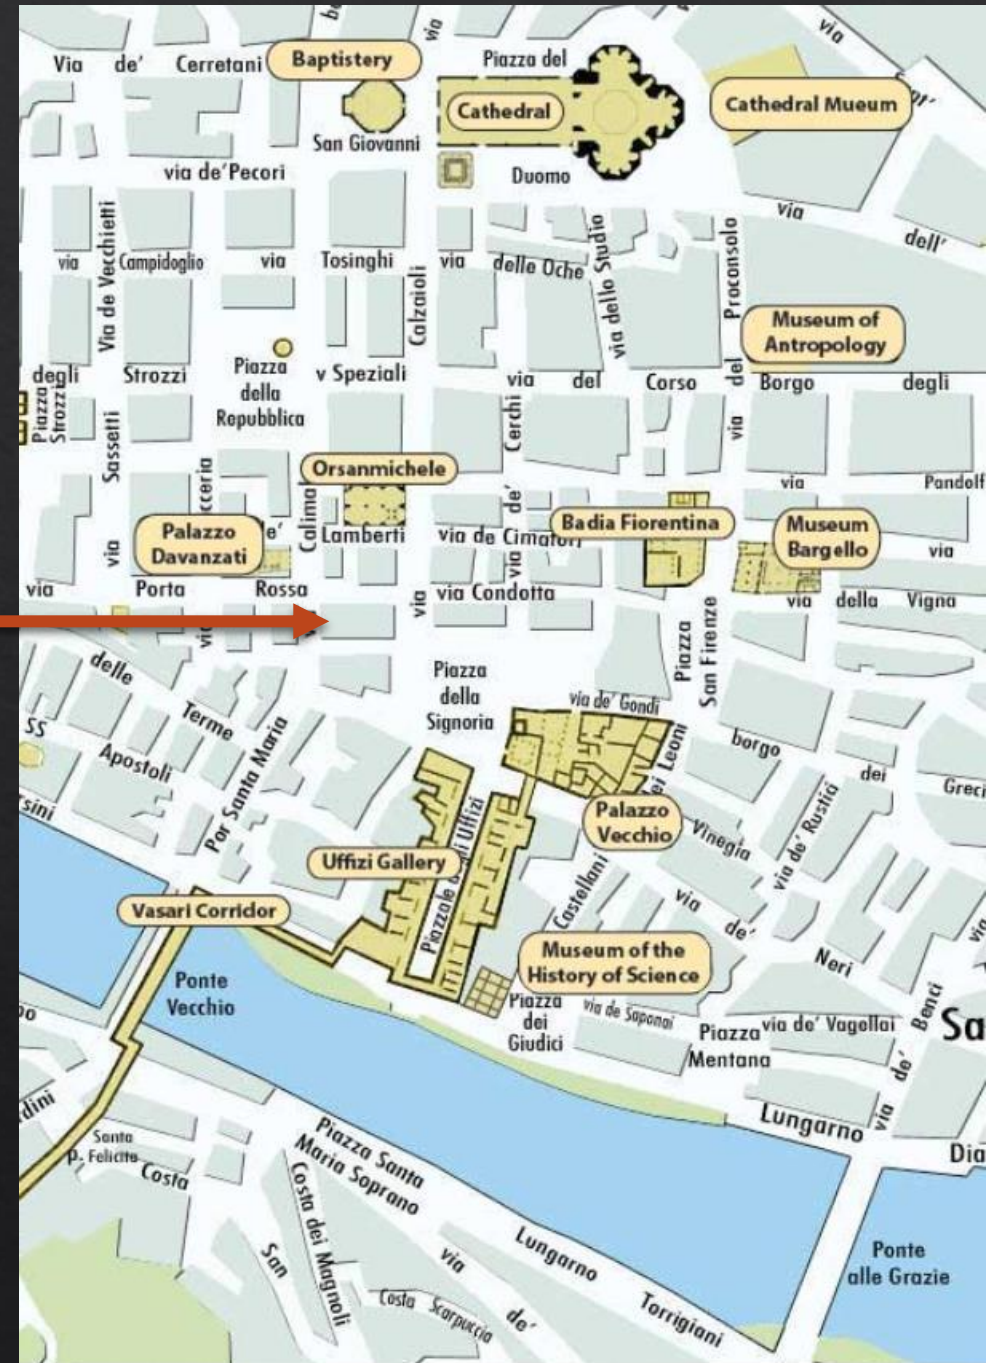 via
Via de' Cerretani
Baptistery
via
Piazza del
Cathedral
Cathedral Mueum
San Giovanni
via de' Pecori
Duomo
via
dell'
Via de Vecchietti
via Campidoglio via Tosinghi via delle Oche
Calzaioli
via dello Studio
Proconsolo
del
via
Museum of
Antropology
degli Strozzi
Piazza
della
Repubblica
v Speziali
via del Corso
Borgo degli
Piazza
Strozzi
Sassetti
via
Cerchi
de'
via
Orsanmichele
via Pandolf
Palazzo
Davanzati
Lamberti
via de Cimatori
Badia Fiorentina
Museum
Bargello
via
via Porta Rossa
via
via Condotta
via della Vigna
Piazza
San Firenze
delle
Terme
Piazza
della
Signoria
via de' Gondi
SS
Apostoli
Por Santa Maria
Leoni
borgo
dei
Greci
Palazzo
Vecchio
Vinegia
via de' Rustici
Uffizi Gallery
Piazzale degli Uffizi
Castellani
via
de'
Neri
via
Vasari Corridor
Museum of the
History of Science
Ponte
Vecchio
Piazza
dei
Giudici
via de Saponai
Piazza
Mentana
via de' Vagellai
Benci
de'
via
Sa
Lungarno
Dia
dini
Santa
P. Felicita
Costa
Piazza Santa
Maria Soprano
Costa dei Magnoli
San
via
de'
Costa Scarpuccia
Lungarno
Torrigiani
Ponte
alle Grazie